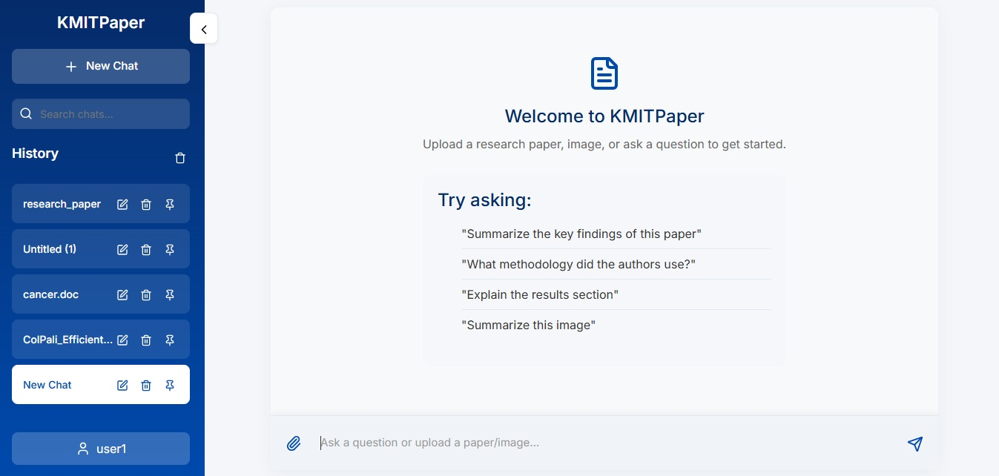 KMITPaper
New Chat
Search chats...
History
research_paper
Untitled (1)
cancer.doc
ColPali_Efficient...
New Chat
user1
Welcome to KMITPaper
Upload a research paper, image, or ask a question to get started.
Try asking:
"Summarize the key findings of this paper"
"What methodology did the authors use?"
"Explain the results section"
"Summarize this image"
Ask a question or upload a paper/image...